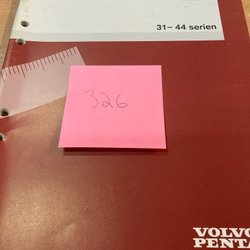 31-44 serien
326
VOLVO
PENTA